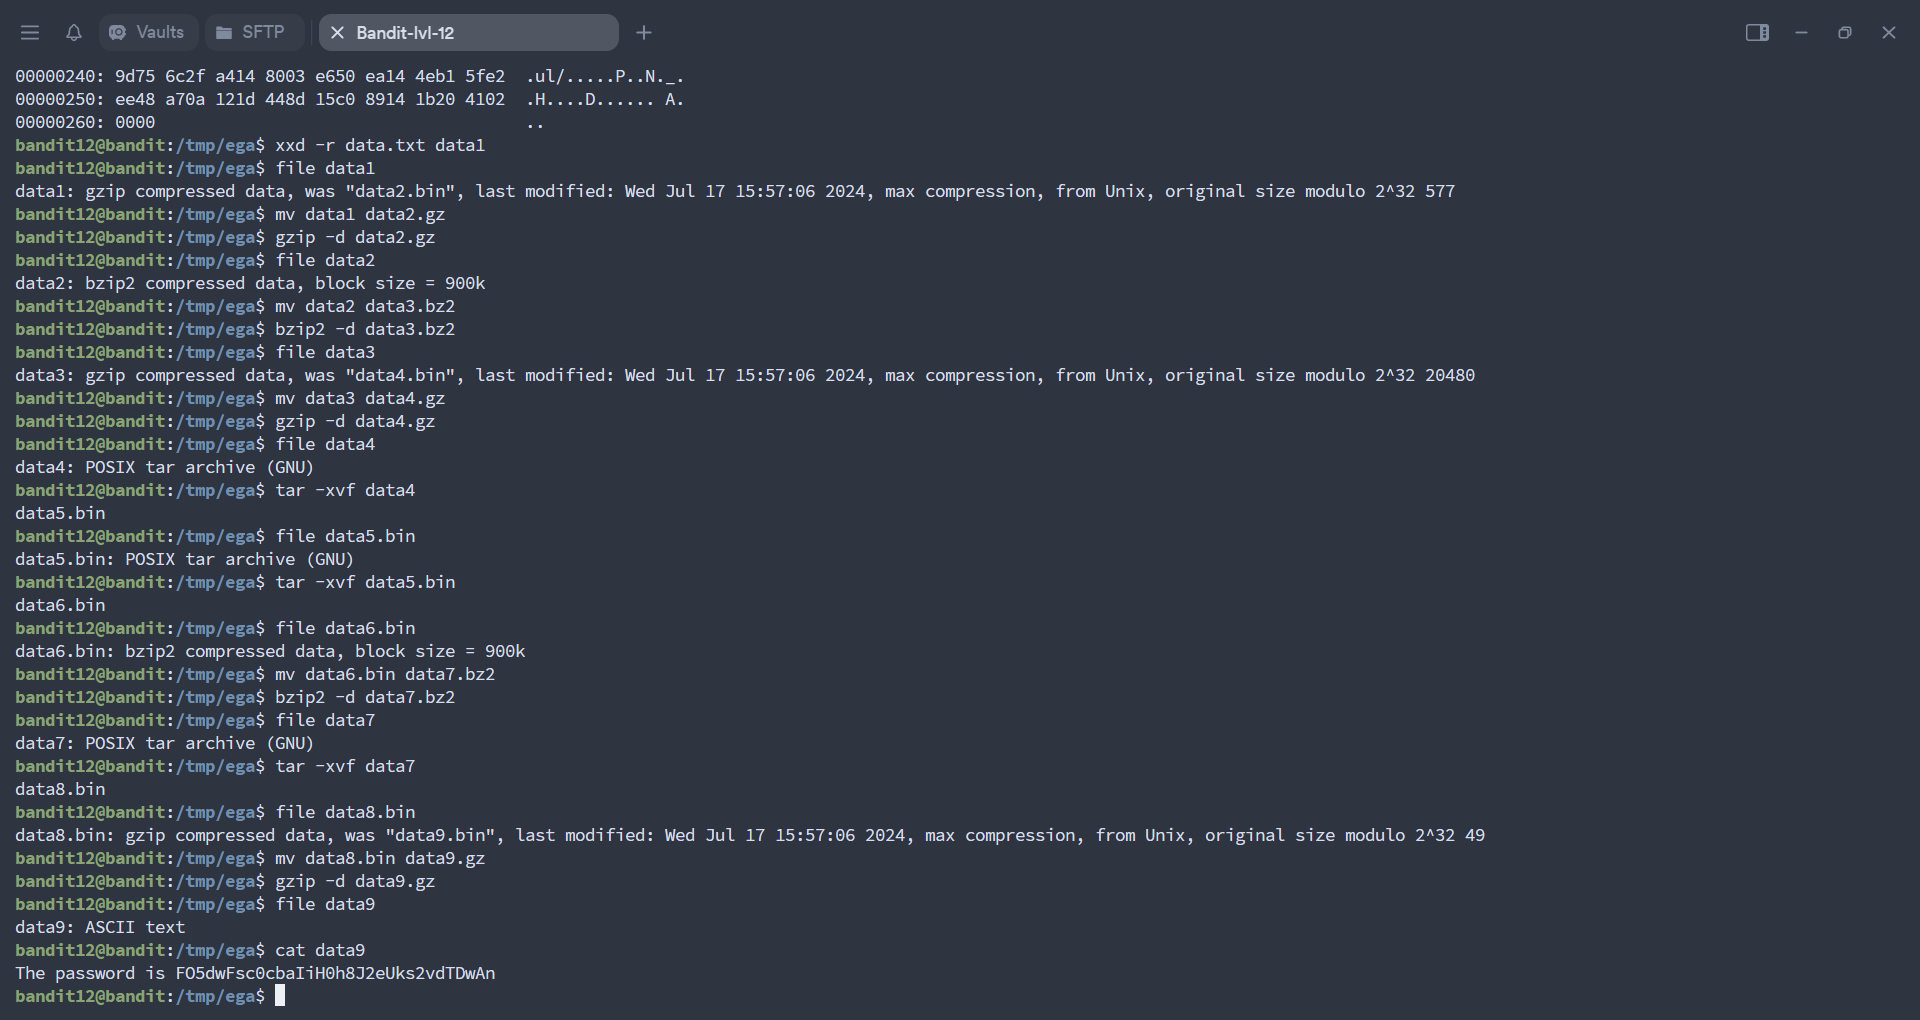 Vaults
SFTP
Bandit-lvl-12
00000240: 9d75 6c2f a414 8003 e650 ea14 4eb1 5fe2  .ul/.....P..N._.
00000250: ee48 a70a 121d 448d 15c0 8914 1b20 4102  .H....D...... A.
00000260: 0000                                     ..
bandit12@bandit:/tmp/ega$ xxd -r data.txt data1
bandit12@bandit:/tmp/ega$ file data1
data1: gzip compressed data, was "data2.bin", last modified: Wed Jul 17 15:57:06 2024, max compression, from Unix, original size modulo 2^32 577
bandit12@bandit:/tmp/ega$ mv data1 data2.gz
bandit12@bandit:/tmp/ega$ gzip -d data2.gz
bandit12@bandit:/tmp/ega$ file data2
data2: bzip2 compressed data, block size = 900k
bandit12@bandit:/tmp/ega$ mv data2 data3.bz2
bandit12@bandit:/tmp/ega$ bzip2 -d data3.bz2
bandit12@bandit:/tmp/ega$ file data3
data3: gzip compressed data, was "data4.bin", last modified: Wed Jul 17 15:57:06 2024, max compression, from Unix, original size modulo 2^32 20480
bandit12@bandit:/tmp/ega$ mv data3 data4.gz
bandit12@bandit:/tmp/ega$ gzip -d data4.gz
bandit12@bandit:/tmp/ega$ file data4
data4: POSIX tar archive (GNU)
bandit12@bandit:/tmp/ega$ tar -xvf data4
data5.bin
bandit12@bandit:/tmp/ega$ file data5.bin
data5.bin: POSIX tar archive (GNU)
bandit12@bandit:/tmp/ega$ tar -xvf data5.bin
data6.bin
bandit12@bandit:/tmp/ega$ file data6.bin
data6.bin: bzip2 compressed data, block size = 900k
bandit12@bandit:/tmp/ega$ mv data6.bin data7.bz2
bandit12@bandit:/tmp/ega$ bzip2 -d data7.bz2
bandit12@bandit:/tmp/ega$ file data7
data7: POSIX tar archive (GNU)
bandit12@bandit:/tmp/ega$ tar -xvf data7
data8.bin
bandit12@bandit:/tmp/ega$ file data8.bin
data8.bin: gzip compressed data, was "data9.bin", last modified: Wed Jul 17 15:57:06 2024, max compression, from Unix, original size modulo 2^32 49
bandit12@bandit:/tmp/ega$ mv data8.bin data9.gz
bandit12@bandit:/tmp/ega$ gzip -d data9.gz
bandit12@bandit:/tmp/ega$ file data9
data9: ASCII text
bandit12@bandit:/tmp/ega$ cat data9
The password is FO5dwFsc0cbaIiH0h8J2eUks2vdTDwAn
bandit12@bandit:/tmp/ega$